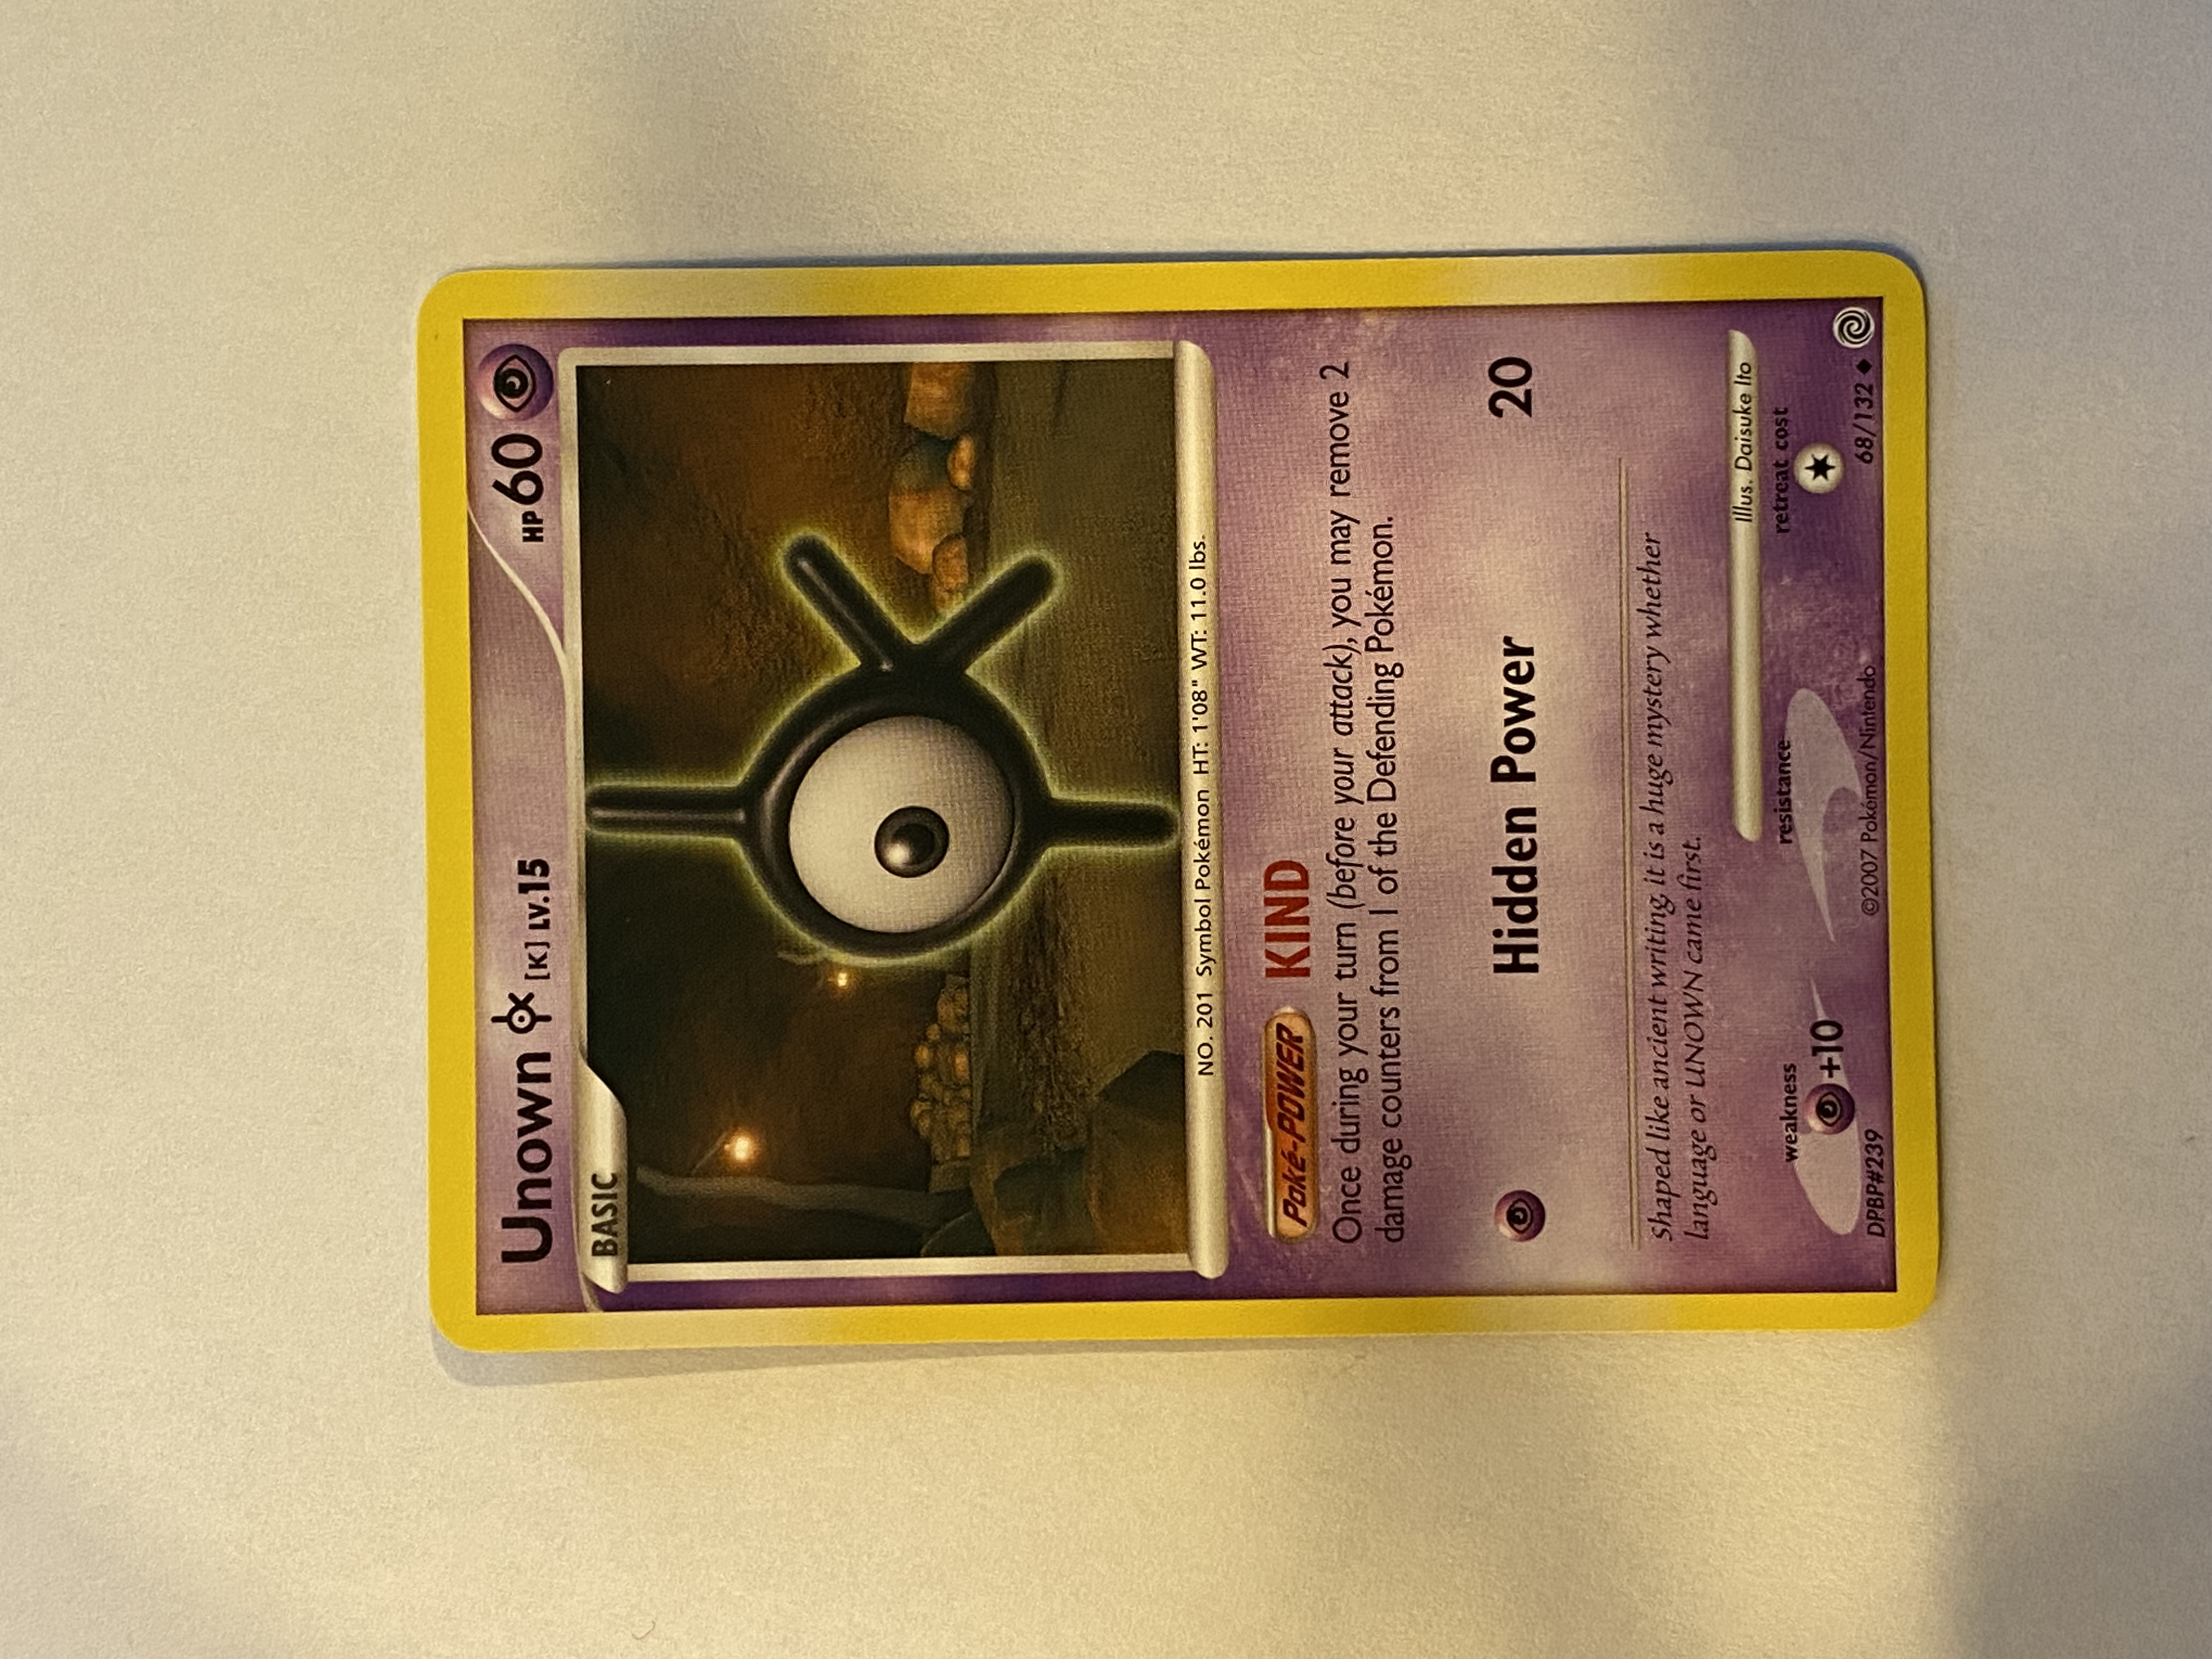 Unown [K] LV.15 HP 60
BASIC
NO. 201 Symbol Pokémon HT: 1'08" WT: 11.0 lbs.
Poké-POWER KIND
Once during your turn (before your attack), you may remove 2
damage counters from 1 of the Defending Pokémon.
Hidden Power 20
Shaped like ancient writing, it is a huge mystery whether
language or UNOWN came first.
Illus. Daisuke Ito
weakness resistance retreat cost
+10
DPBP#239 ©2007 Pokémon/Nintendo 68/132